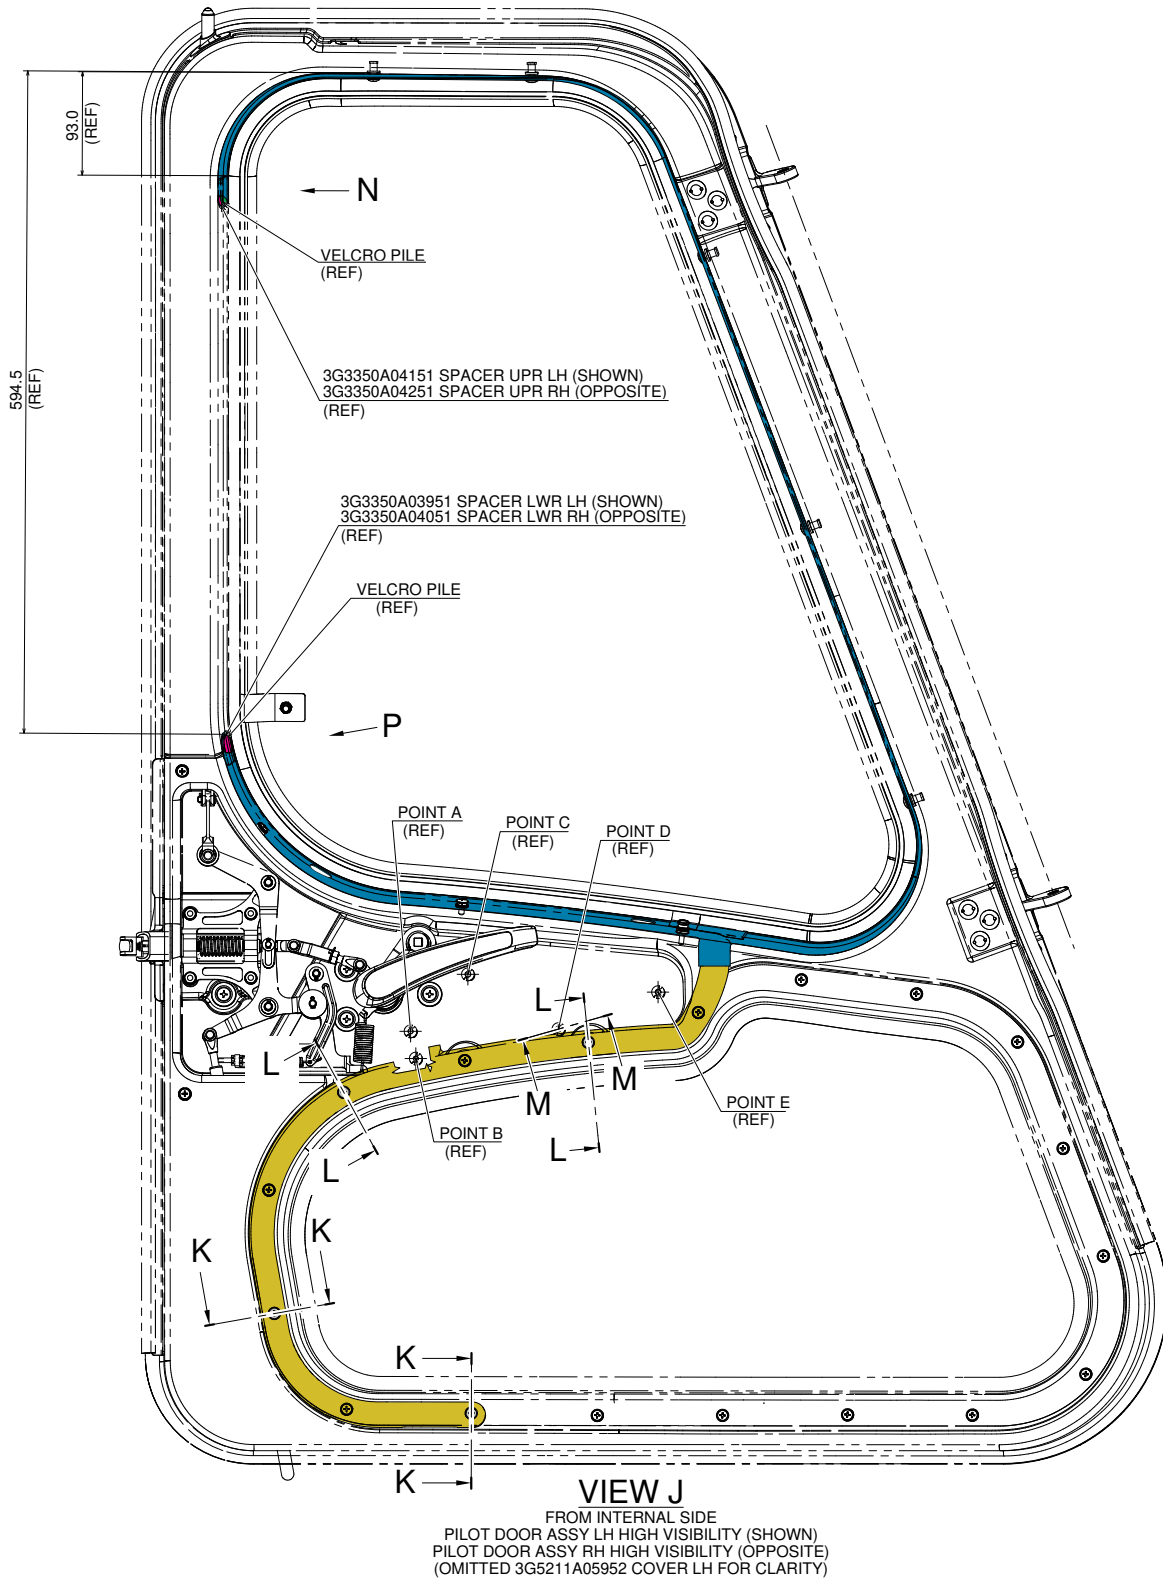 93.0
(REF)
N
VELCRO PILE
(REF)
594.5
(REF)
3G3350A04151 SPACER UPR LH (SHOWN)
3G3350A04251 SPACER UPR RH (OPPOSITE)
(REF)
3G3350A03951 SPACER LWR LH (SHOWN)
3G3350A04051 SPACER LWR RH (OPPOSITE)
(REF)
VELCRO PILE
(REF)
P
POINT A
(REF)
POINT C
(REF)
POINT D
(REF)
L
L
M
M
POINT E
(REF)
POINT B
(REF)
L
L
K
K
K
K
VIEW J
FROM INTERNAL SIDE
PILOT DOOR ASSY LH HIGH VISIBILITY (SHOWN)
PILOT DOOR ASSY RH HIGH VISIBILITY (OPPOSITE)
(OMITTED 3G5211A05952 COVER LH FOR CLARITY)